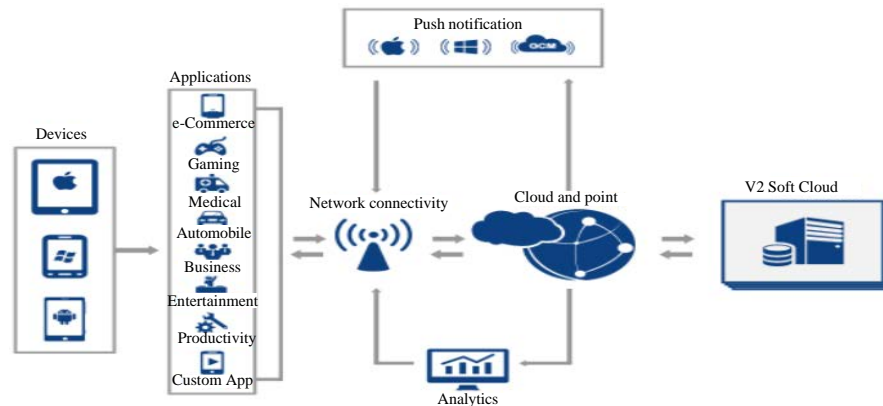 Push notification
GCM
Applications
e-Commerce
Devices
Gaming
Medical
Network connectivity
Cloud and point
V2 Soft Cloud
Automobile
Business
Entertainment
Productivity
Custom App
Analytics